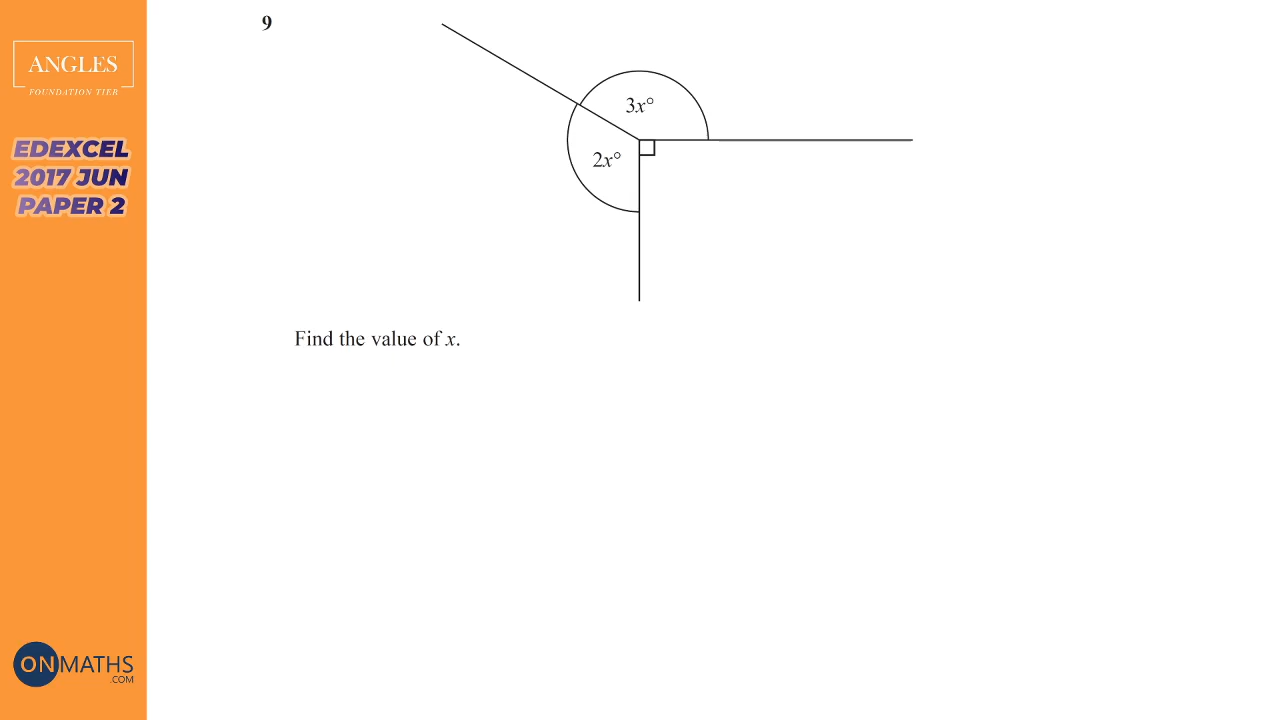 9
ANGLES
FOUNDATION TIER
EDEXCEL
2017 JUN
PAPER 2
3x°
2x°
Find the value of x.
ONMATHS
.COM